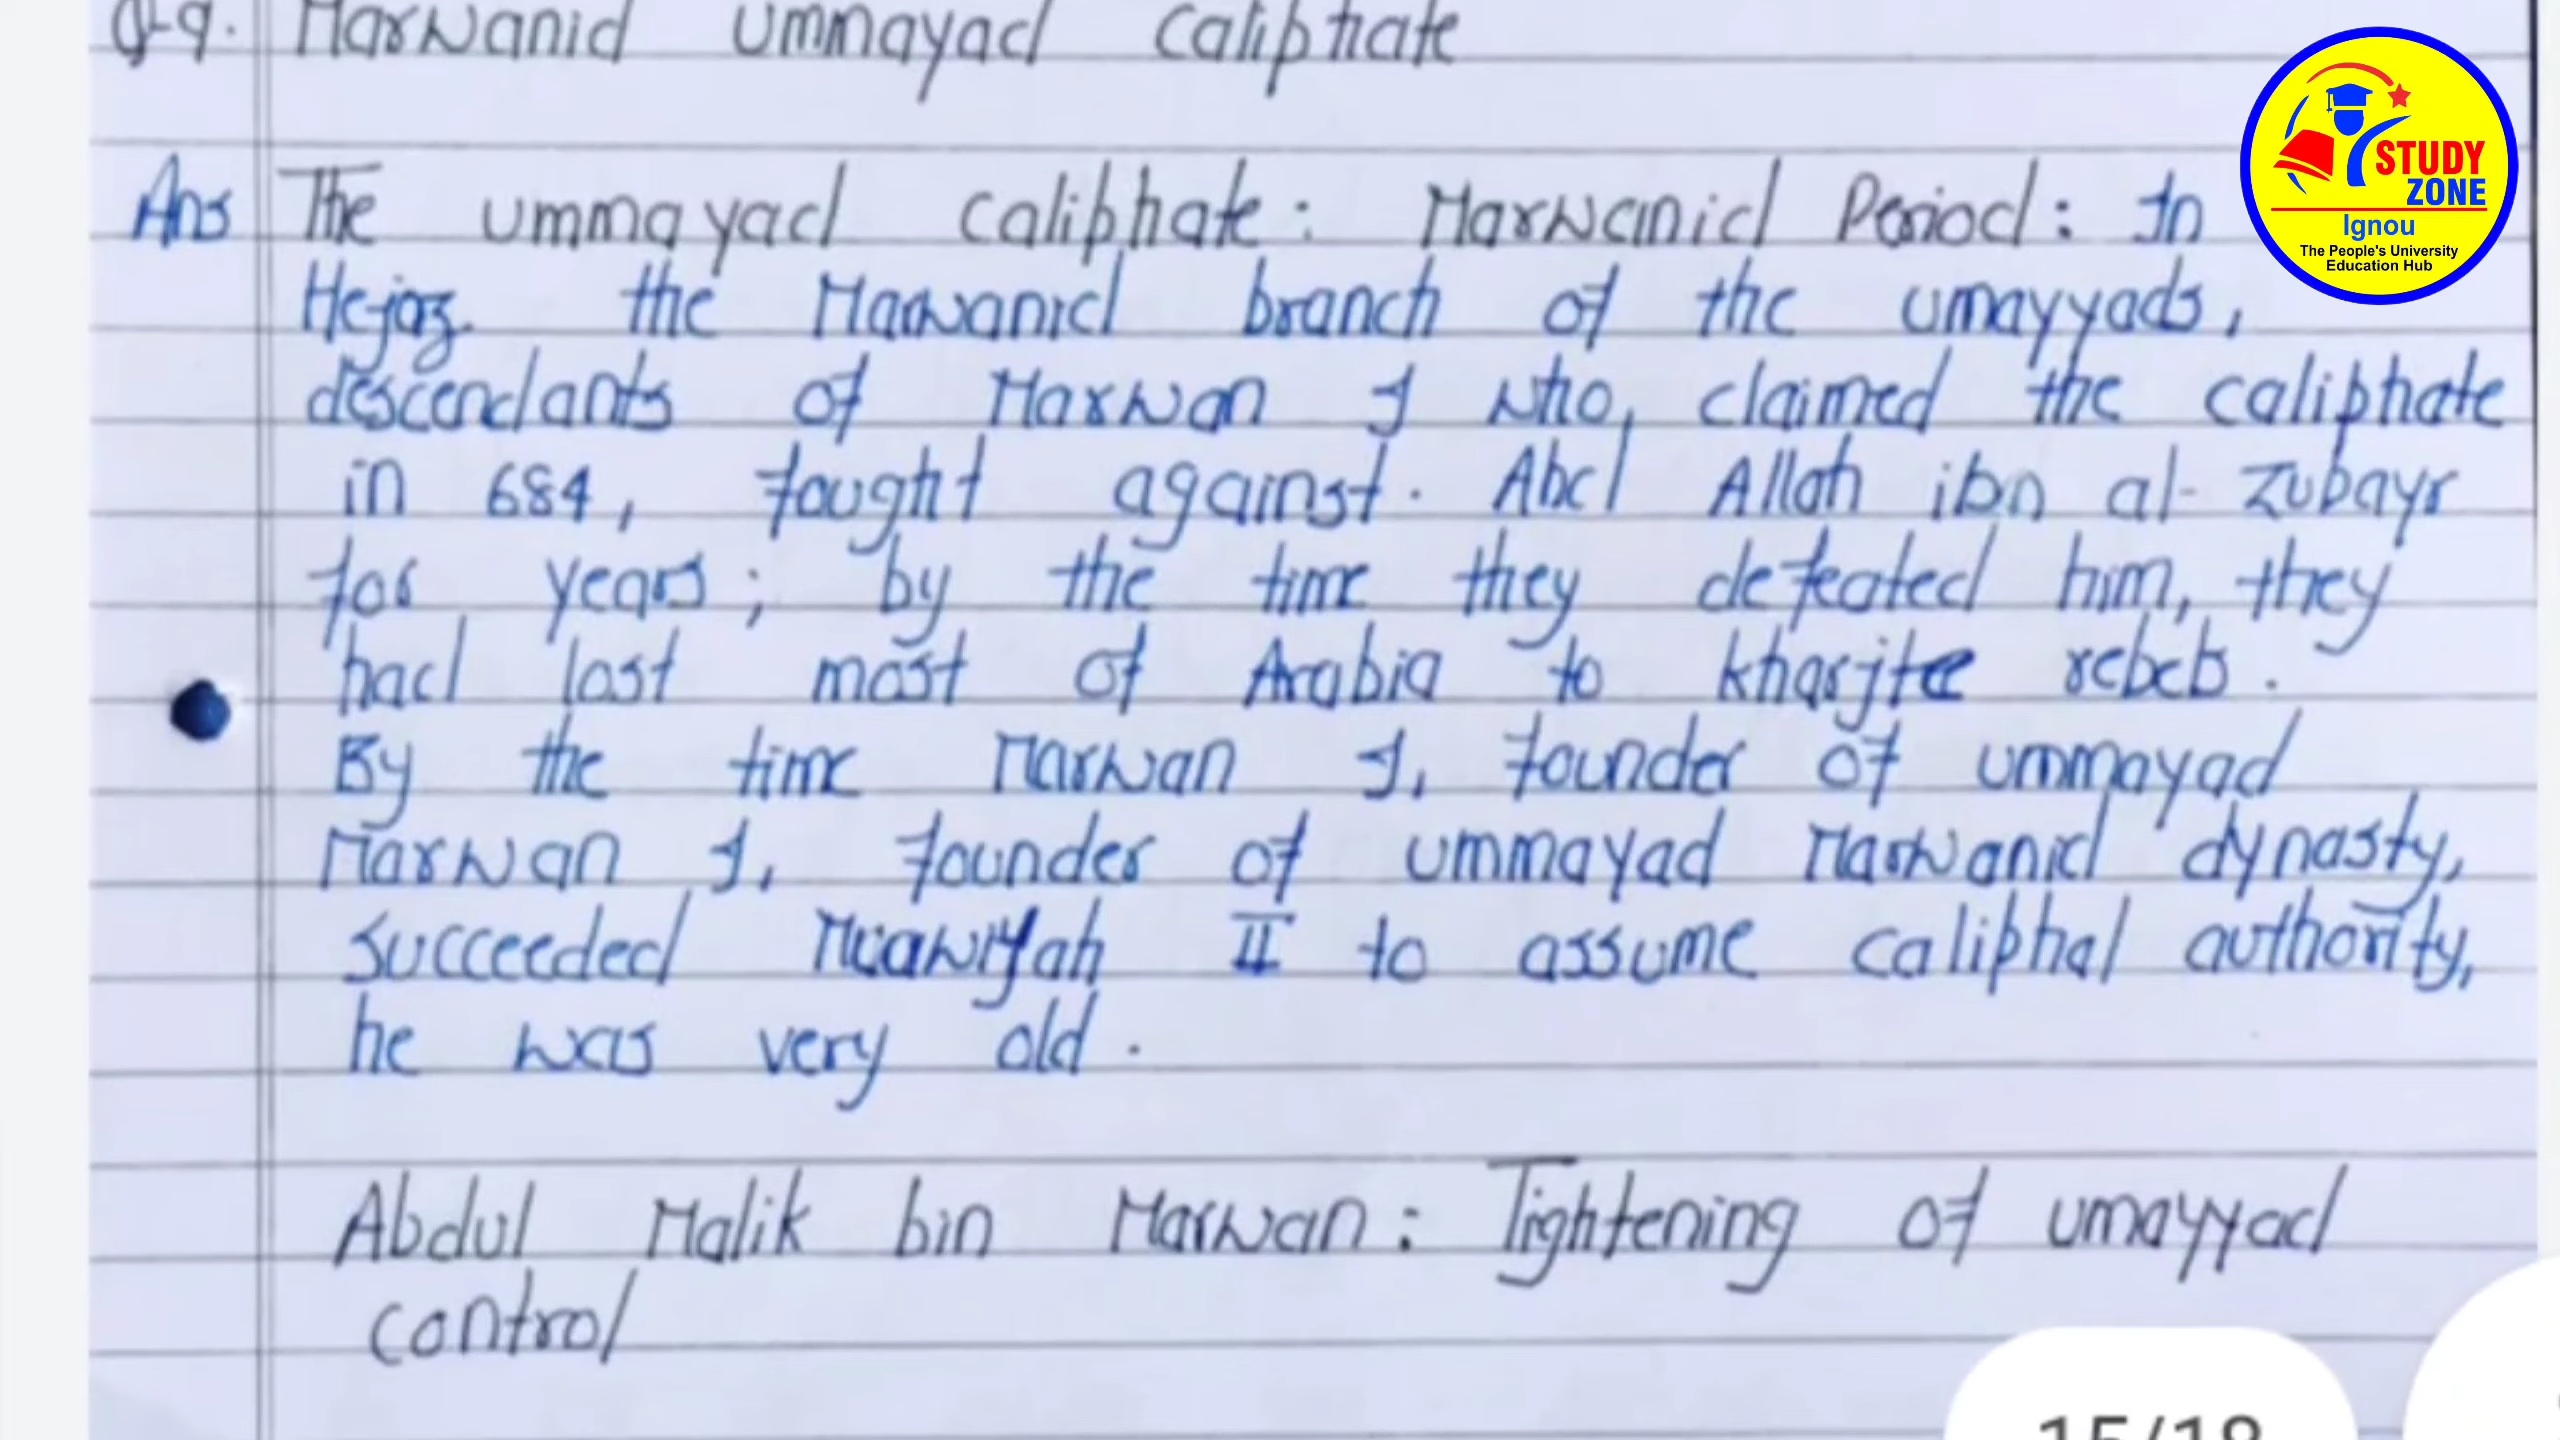 Q-9. Marwanid Ummayad Caliphate
Ans The Ummayad Caliphate: Marwanid Period: In
Hejaz the Marwanid branch of the Umayyads,
descendants of Marwan I who, claimed the caliphate
in 684, fought against. Abd Allah ibn al-Zubayr
for years; by the time they defeated him, they
had lost most of Arabia to kharjtee rebels.
By the time Marwan I, founder of Ummayad
Marwan I, founder of Ummayad Marwanid dynasty,
Succeeded Muawiyah II to assume caliphal authority,
he was very old.
Abdul Malik bin Marwan: Tightening of Umayyad
control
STUDY
ZONE
Ignou
The People's University
Education Hub
15/18